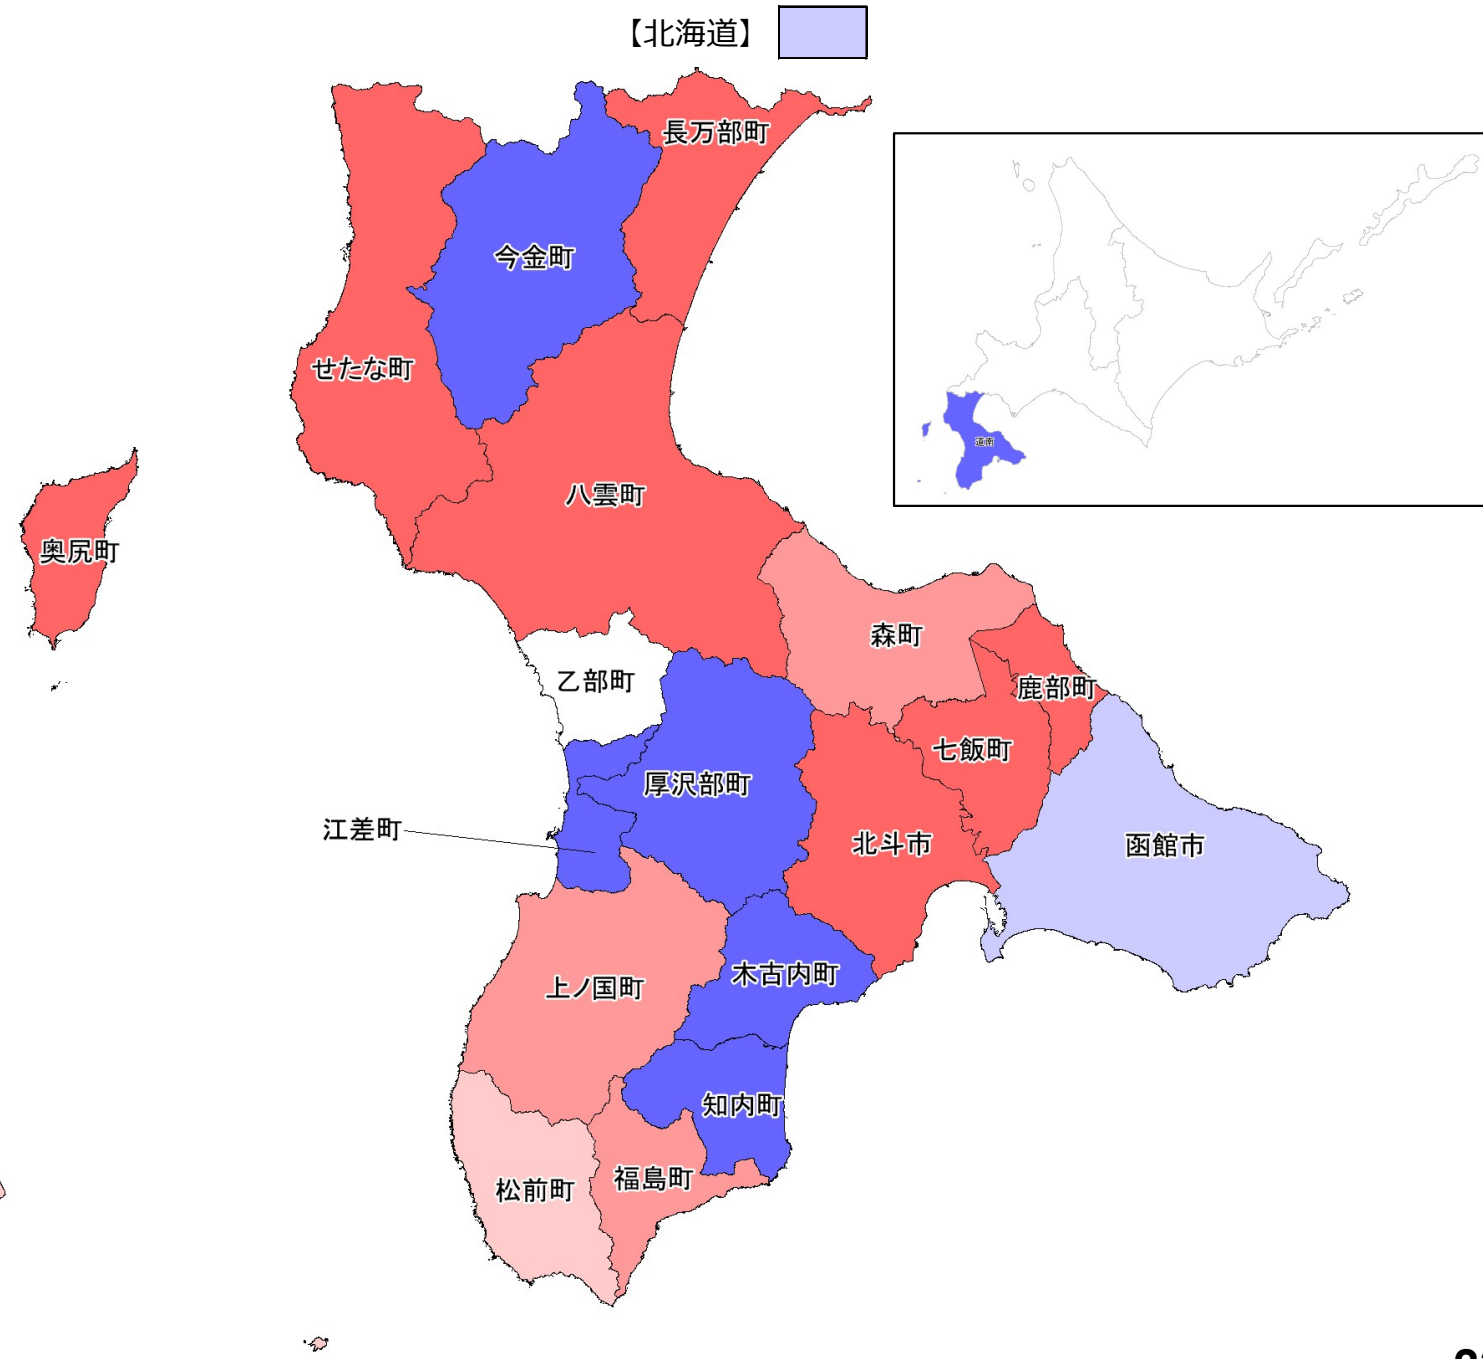 【北海道】
長万部町
今金町
せたな町
道南
八雲町
奥尻町
森町
乙部町
鹿部町
七飯町
厚沢部町
江差町
北斗市
函館市
木古内町
上ノ国町
知内町
福島町
松前町